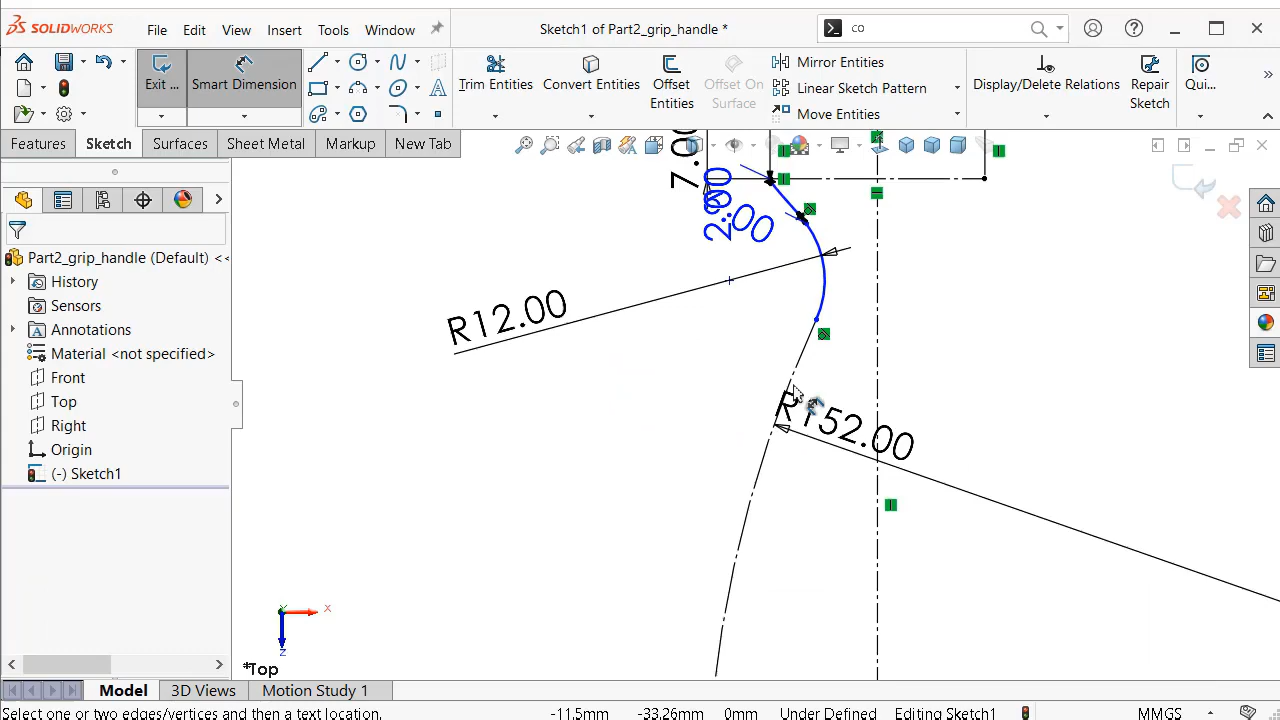 SOLIDWORKS
File Edit View Insert Tools Window
Sketch1 of Part2_grip_handle *
co
Exit ...
Smart Dimension
Trim Entities
Convert Entities
Offset Entities
Offset On Surface
Mirror Entities
Linear Sketch Pattern
Move Entities
Display/Delete Relations
Repair Sketch
Qui...
Features Sketch Surfaces Sheet Metal Markup New Tab
Part2_grip_handle (Default) <<
History
Sensors
Annotations
Material <not specified>
Front
Top
Right
Origin
(-) Sketch1
2.00
R12.00
R152.00
x
z
*Top
Model 3D Views Motion Study 1
Select one or two edges/vertices and then a text location.
-11.5mm -33.26mm 0mm Under Defined Editing Sketch1 MMGS